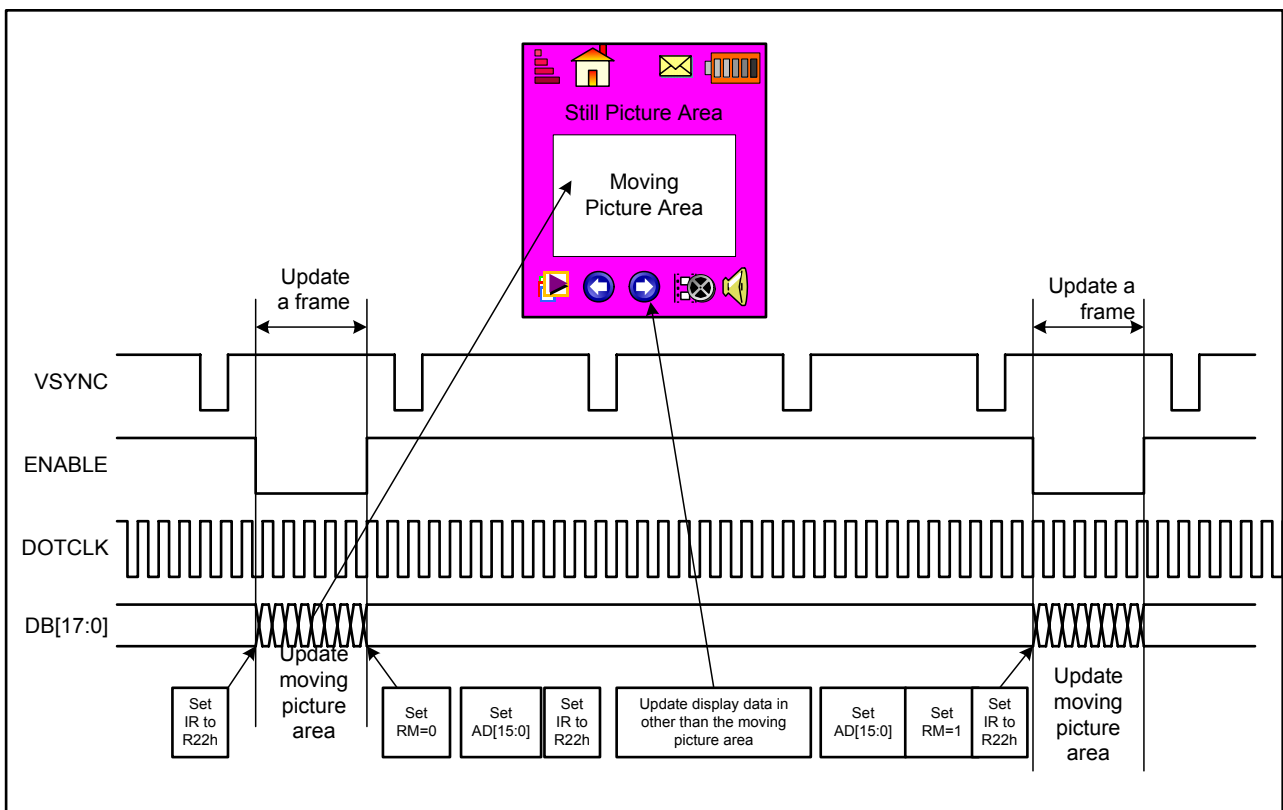 Still Picture Area
Moving
Picture Area
Update
a frame
Update a
frame
VSYNC
ENABLE
DOTCLK
DB[17:0]
Update
moving
picture
area
Set
IR to
R22h
Set
RM=0
Set
AD[15:0]
Set
IR to
R22h
Update display data in
other than the moving
picture area
Set
AD[15:0]
Set
RM=1
Set
IR to
R22h
Update
moving
picture
area